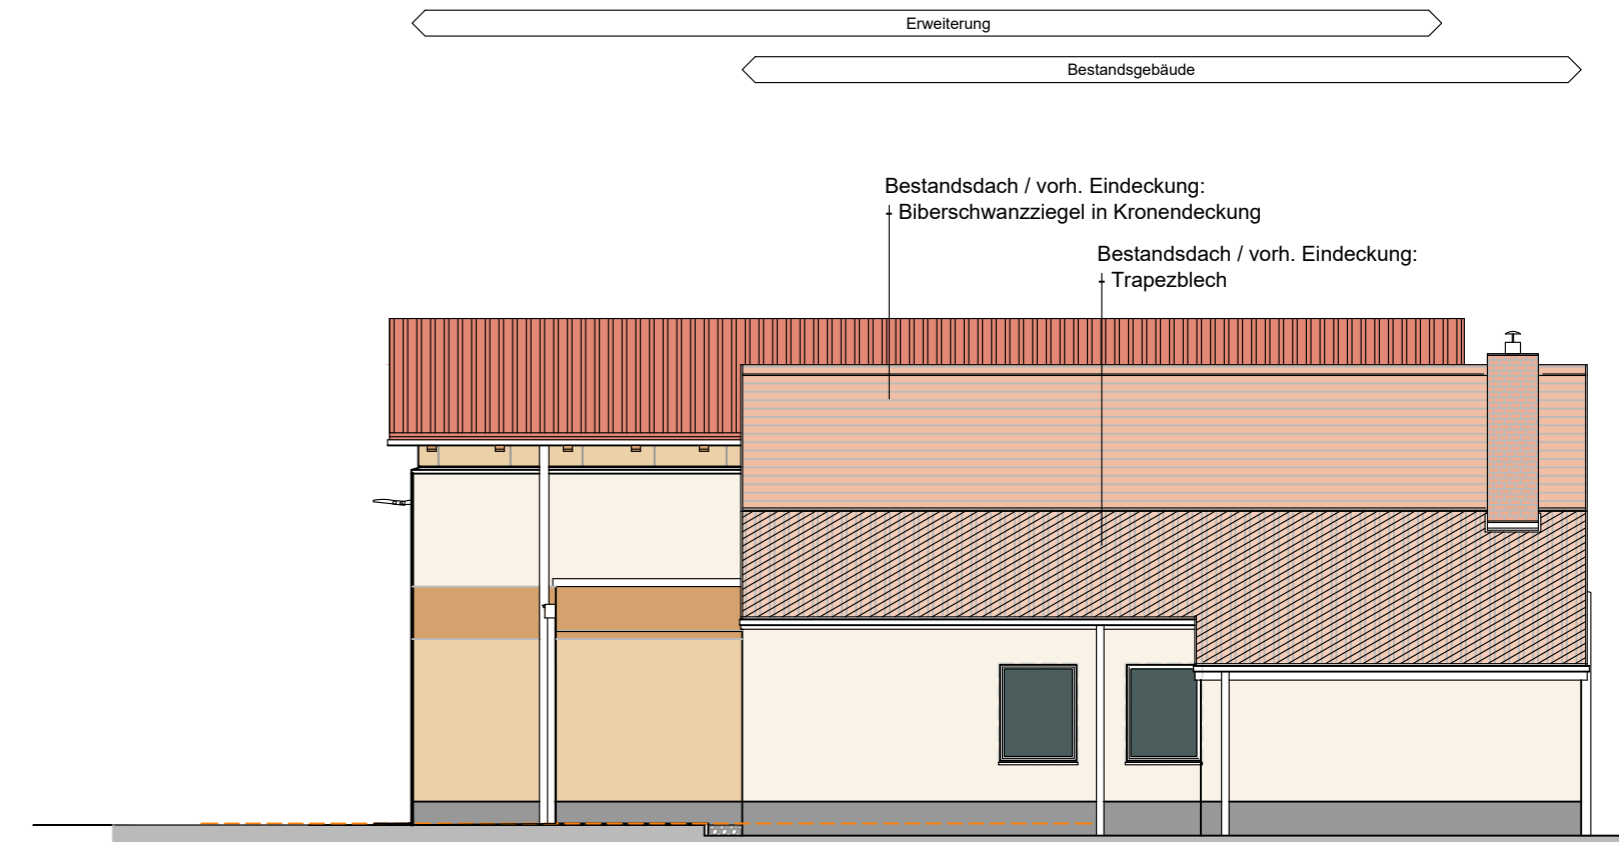 Erweiterung
Bestandsgebäude
Bestandsdach / vorh. Eindeckung:
- Biberschwanzziegel in Kronendeckung
Bestandsdach / vorh. Eindeckung:
- Trapezblech